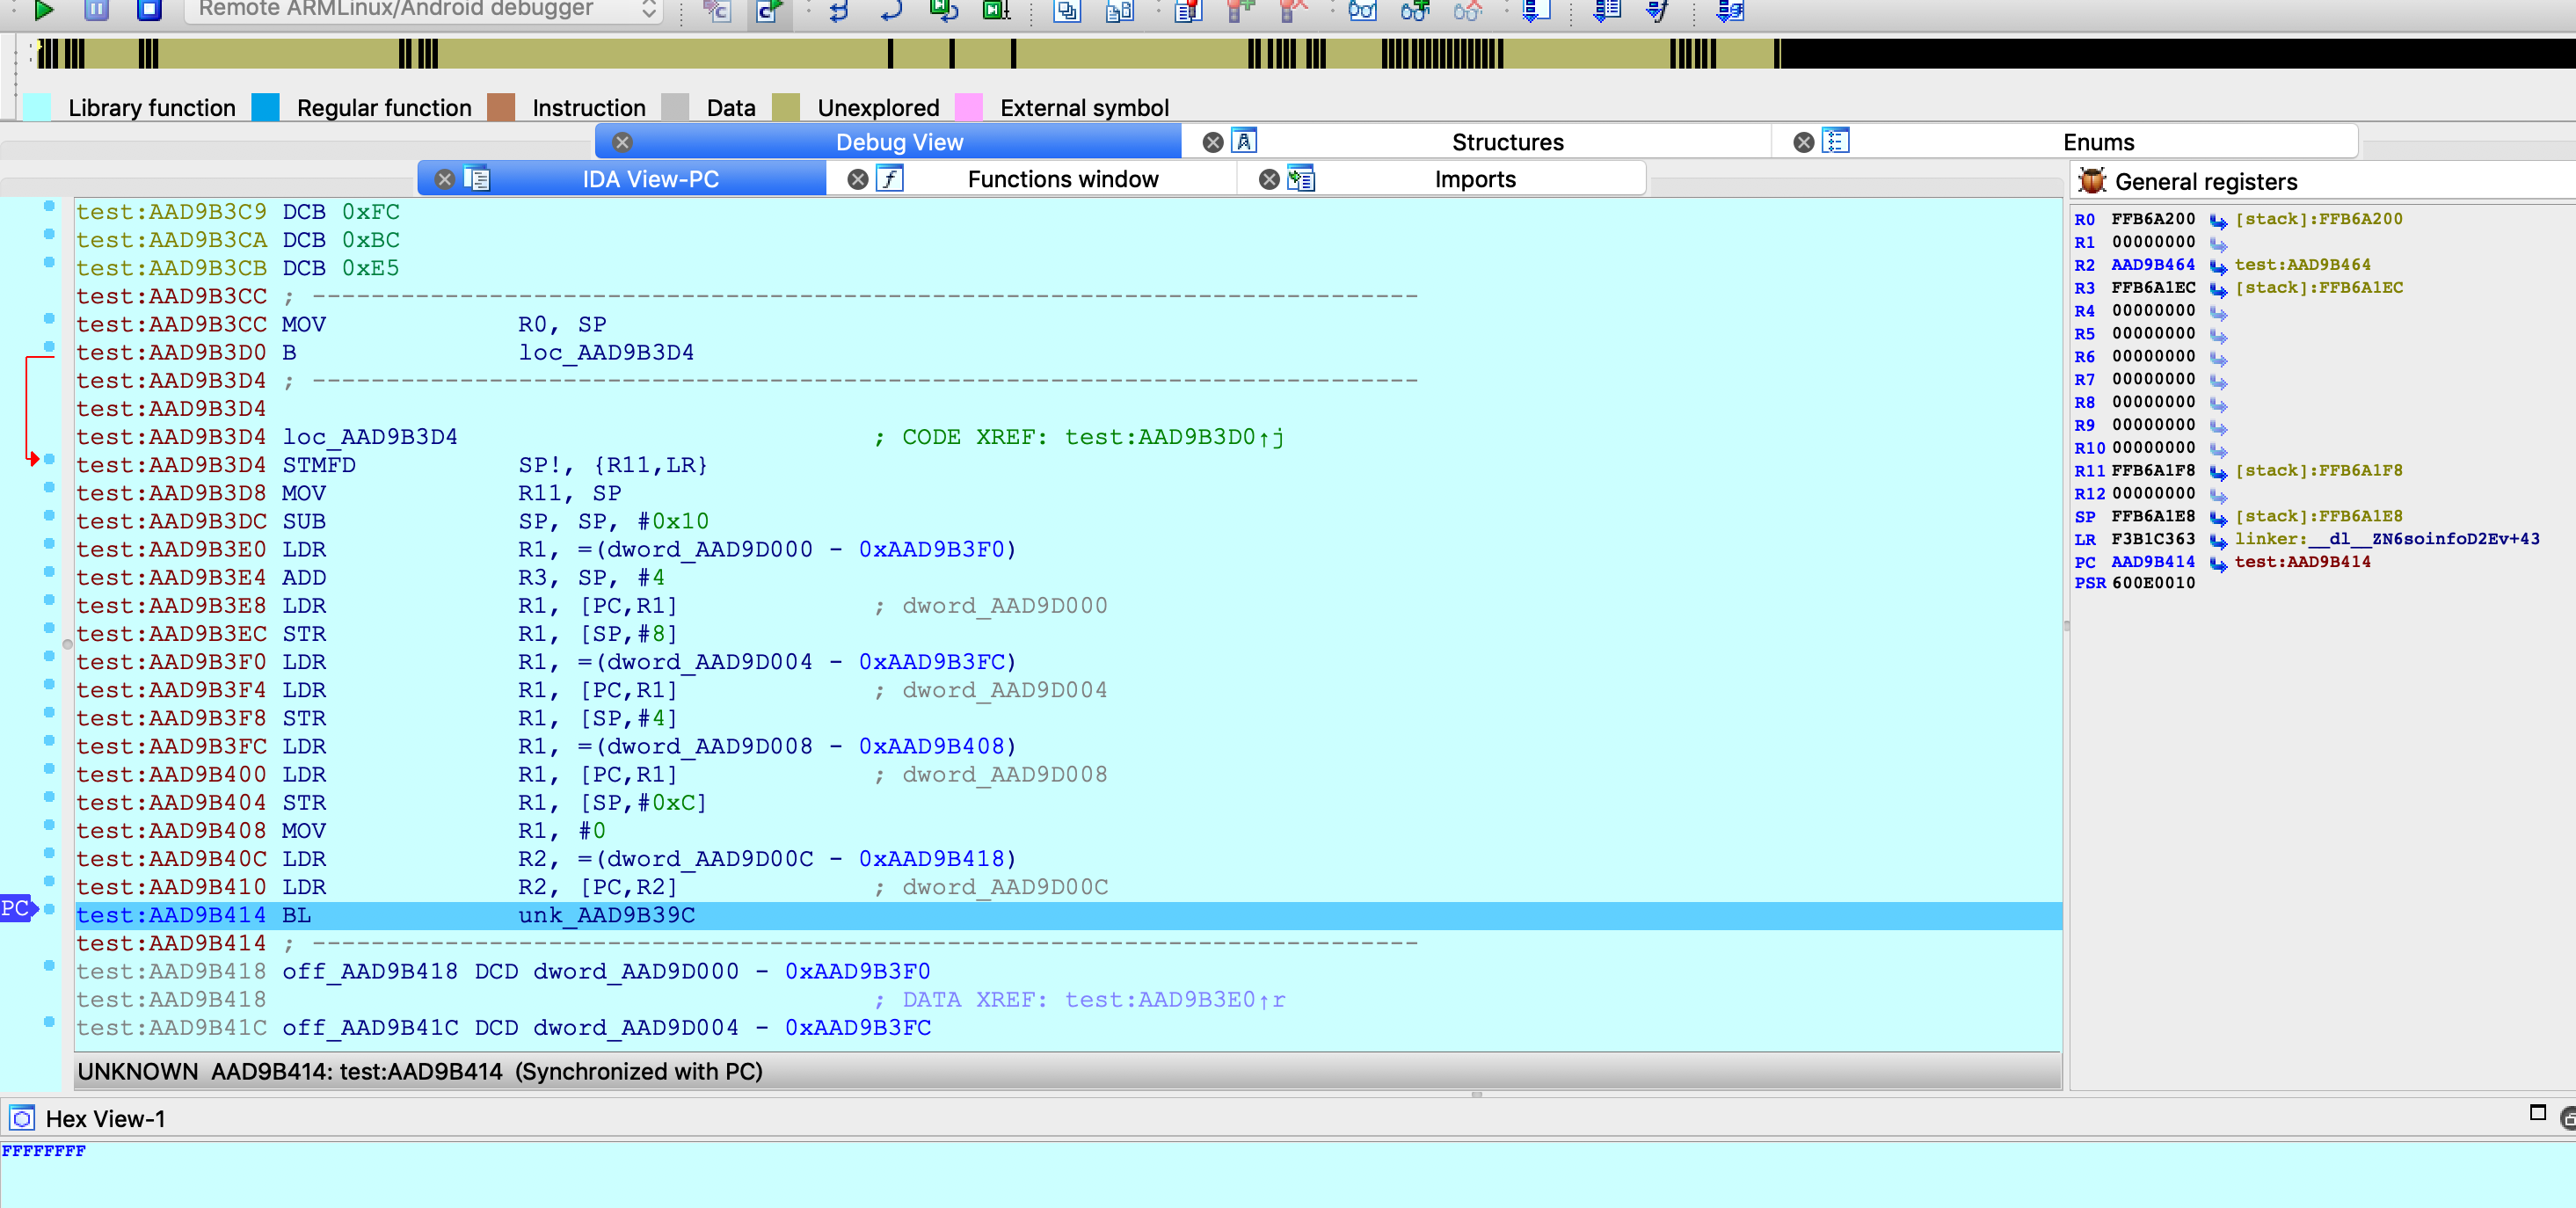 Remote ARMLinux/Android debugger
Library function Regular function Instruction Data Unexplored External symbol
Debug View Structures Enums
IDA View-PC Functions window Imports
General registers
test:AAD9B3C9 DCB 0xFC
test:AAD9B3CA DCB 0xBC
test:AAD9B3CB DCB 0xE5
test:AAD9B3CC ; ---------------------------------------------------------------------------
test:AAD9B3CC MOV R0, SP
test:AAD9B3D0 B loc_AAD9B3D4
test:AAD9B3D4 ; ---------------------------------------------------------------------------
test:AAD9B3D4
test:AAD9B3D4 loc_AAD9B3D4 ; CODE XREF: test:AAD9B3D0↑j
test:AAD9B3D4 STMFD SP!, {R11,LR}
test:AAD9B3D8 MOV R11, SP
test:AAD9B3DC SUB SP, SP, #0x10
test:AAD9B3E0 LDR R1, =(dword_AAD9D000 - 0xAAD9B3F0)
test:AAD9B3E4 ADD R3, SP, #4
test:AAD9B3E8 LDR R1, [PC,R1] ; dword_AAD9D000
test:AAD9B3EC STR R1, [SP,#8]
test:AAD9B3F0 LDR R1, =(dword_AAD9D004 - 0xAAD9B3FC)
test:AAD9B3F4 LDR R1, [PC,R1] ; dword_AAD9D004
test:AAD9B3F8 STR R1, [SP,#4]
test:AAD9B3FC LDR R1, =(dword_AAD9D008 - 0xAAD9B408)
test:AAD9B400 LDR R1, [PC,R1] ; dword_AAD9D008
test:AAD9B404 STR R1, [SP,#0xC]
test:AAD9B408 MOV R1, #0
test:AAD9B40C LDR R2, =(dword_AAD9D00C - 0xAAD9B418)
test:AAD9B410 LDR R2, [PC,R2] ; dword_AAD9D00C
PC test:AAD9B414 BL unk_AAD9B39C
test:AAD9B414 ; ---------------------------------------------------------------------------
test:AAD9B418 off_AAD9B418 DCD dword_AAD9D000 - 0xAAD9B3F0
test:AAD9B418 ; DATA XREF: test:AAD9B3E0↑r
test:AAD9B41C off_AAD9B41C DCD dword_AAD9D004 - 0xAAD9B3FC
UNKNOWN AAD9B414: test:AAD9B414 (Synchronized with PC)
R0 FFB6A200 [stack]:FFB6A200
R1 00000000
R2 AAD9B464 test:AAD9B464
R3 FFB6A1EC [stack]:FFB6A1EC
R4 00000000
R5 00000000
R6 00000000
R7 00000000
R8 00000000
R9 00000000
R10 00000000
R11 FFB6A1F8 [stack]:FFB6A1F8
R12 00000000
SP FFB6A1E8 [stack]:FFB6A1E8
LR F3B1C363 linker:__dl__ZN6soinfoD2Ev+43
PC AAD9B414 test:AAD9B414
PSR 600E0010
Hex View-1
FFFFFFFF